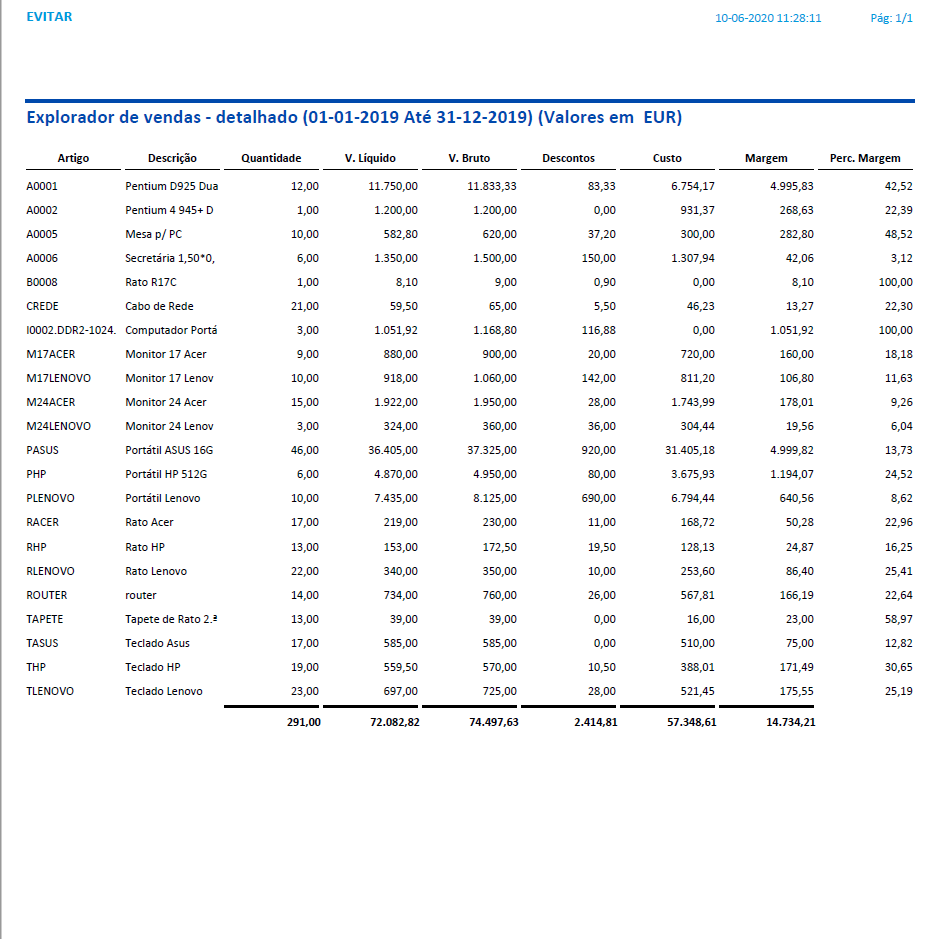 EVITAR 10-06-2020 11:28:11 Pág: 1/1
Explorador de vendas - detalhado (01-01-2019 Até 31-12-2019) (Valores em EUR)
Artigo Descrição Quantidade V. Líquido V. Bruto Descontos Custo Margem Perc. Margem
A0001 Pentium D925 Dua 12,00 11.750,00 11.833,33 83,33 6.754,17 4.995,83 42,52
A0002 Pentium 4 945+ D 1,00 1.200,00 1.200,00 0,00 931,37 268,63 22,39
A0005 Mesa p/ PC 10,00 582,80 620,00 37,20 300,00 282,80 48,52
A0006 Secretária 1,50*0, 6,00 1.350,00 1.500,00 150,00 1.307,94 42,06 3,12
B0008 Rato R17C 1,00 8,10 9,00 0,90 0,00 8,10 100,00
CREDE Cabo de Rede 21,00 59,50 65,00 5,50 46,23 13,27 22,30
I0002.DDR2-1024. Computador Portá 3,00 1.051,92 1.168,80 116,88 0,00 1.051,92 100,00
M17ACER Monitor 17 Acer 9,00 880,00 900,00 20,00 720,00 160,00 18,18
M17LENOVO Monitor 17 Lenov 10,00 918,00 1.060,00 142,00 811,20 106,80 11,63
M24ACER Monitor 24 Acer 15,00 1.922,00 1.950,00 28,00 1.743,99 178,01 9,26
M24LENOVO Monitor 24 Lenov 3,00 324,00 360,00 36,00 304,44 19,56 6,04
PASUS Portátil ASUS 16G 46,00 36.405,00 37.325,00 920,00 31.405,18 4.999,82 13,73
PHP Portátil HP 512G 6,00 4.870,00 4.950,00 80,00 3.675,93 1.194,07 24,52
PLENOVO Portátil Lenovo 10,00 7.435,00 8.125,00 690,00 6.794,44 640,56 8,62
RACER Rato Acer 17,00 219,00 230,00 11,00 168,72 50,28 22,96
RHP Rato HP 13,00 153,00 172,50 19,50 128,13 24,87 16,25
RLENOVO Rato Lenovo 22,00 340,00 350,00 10,00 253,60 86,40 25,41
ROUTER router 14,00 734,00 760,00 26,00 567,81 166,19 22,64
TAPETE Tapete de Rato 2.ª 13,00 39,00 39,00 0,00 16,00 23,00 58,97
TASUS Teclado Asus 17,00 585,00 585,00 0,00 510,00 75,00 12,82
THP Teclado HP 19,00 559,50 570,00 10,50 388,01 171,49 30,65
TLENOVO Teclado Lenovo 23,00 697,00 725,00 28,00 521,45 175,55 25,19
291,00 72.082,82 74.497,63 2.414,81 57.348,61 14.734,21